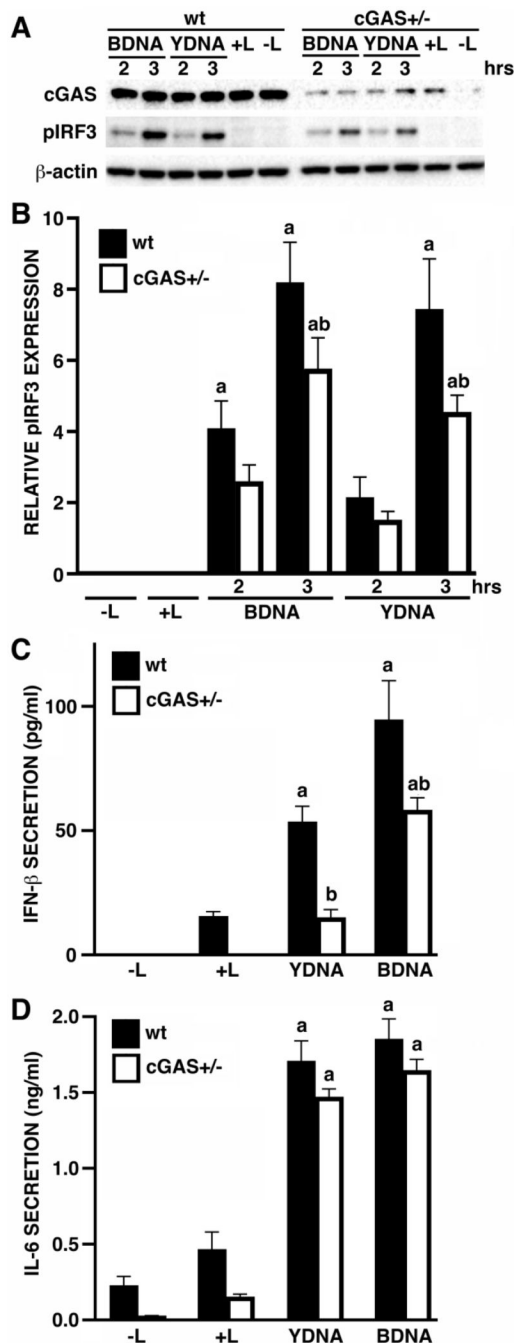 A
wt cGAS+/-
BDNA YDNA +L -L BDNA YDNA +L -L
2 3 2 3 2 3 2 3 hrs
cGAS
pIRF3
β-actin
B
10
wt
cGAS+/-
a
a
8
ab
6
ab
a
4
2
0
RELATIVE pIRF3 EXPRESSION
2 3 2 3 hrs
-L +L BDNA YDNA
C
wt
cGAS+/-
a
100
ab
a
50
b
0
IFN-β SECRETION (pg/ml)
-L +L YDNA BDNA
D
2.0
wt
cGAS+/-
a a
a a
1.5
1.0
0.5
0.0
IL-6 SECRETION (ng/ml)
-L +L YDNA BDNA